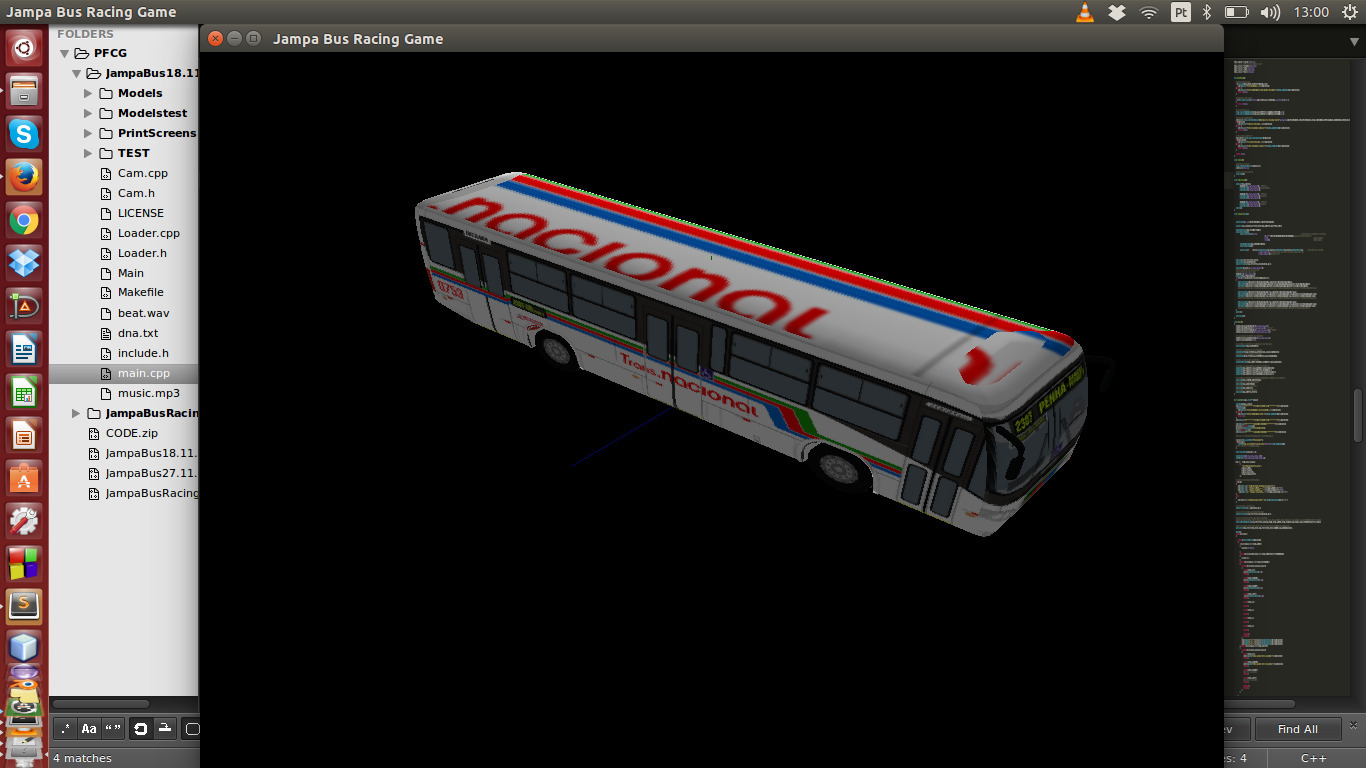 Jampa Bus Racing Game
Pt
13:00
FOLDERS
PFCG
JampaBus18.11
Models
Modelstest
PrintScreens
TEST
Cam.cpp
Cam.h
LICENSE
Loader.cpp
Loader.h
Main
Makefile
beat.wav
dna.txt
include.h
main.cpp
music.mp3
JampaBusRacin
CODE.zip
JampaBus18.11.
JampaBus27.11.
JampaBusRacing
.*
Aa
“ ”
4 matches
Jampa Bus Racing Game
.nacional
Trans.nacional
2307 PENHA-
Find All
es: 4
C++